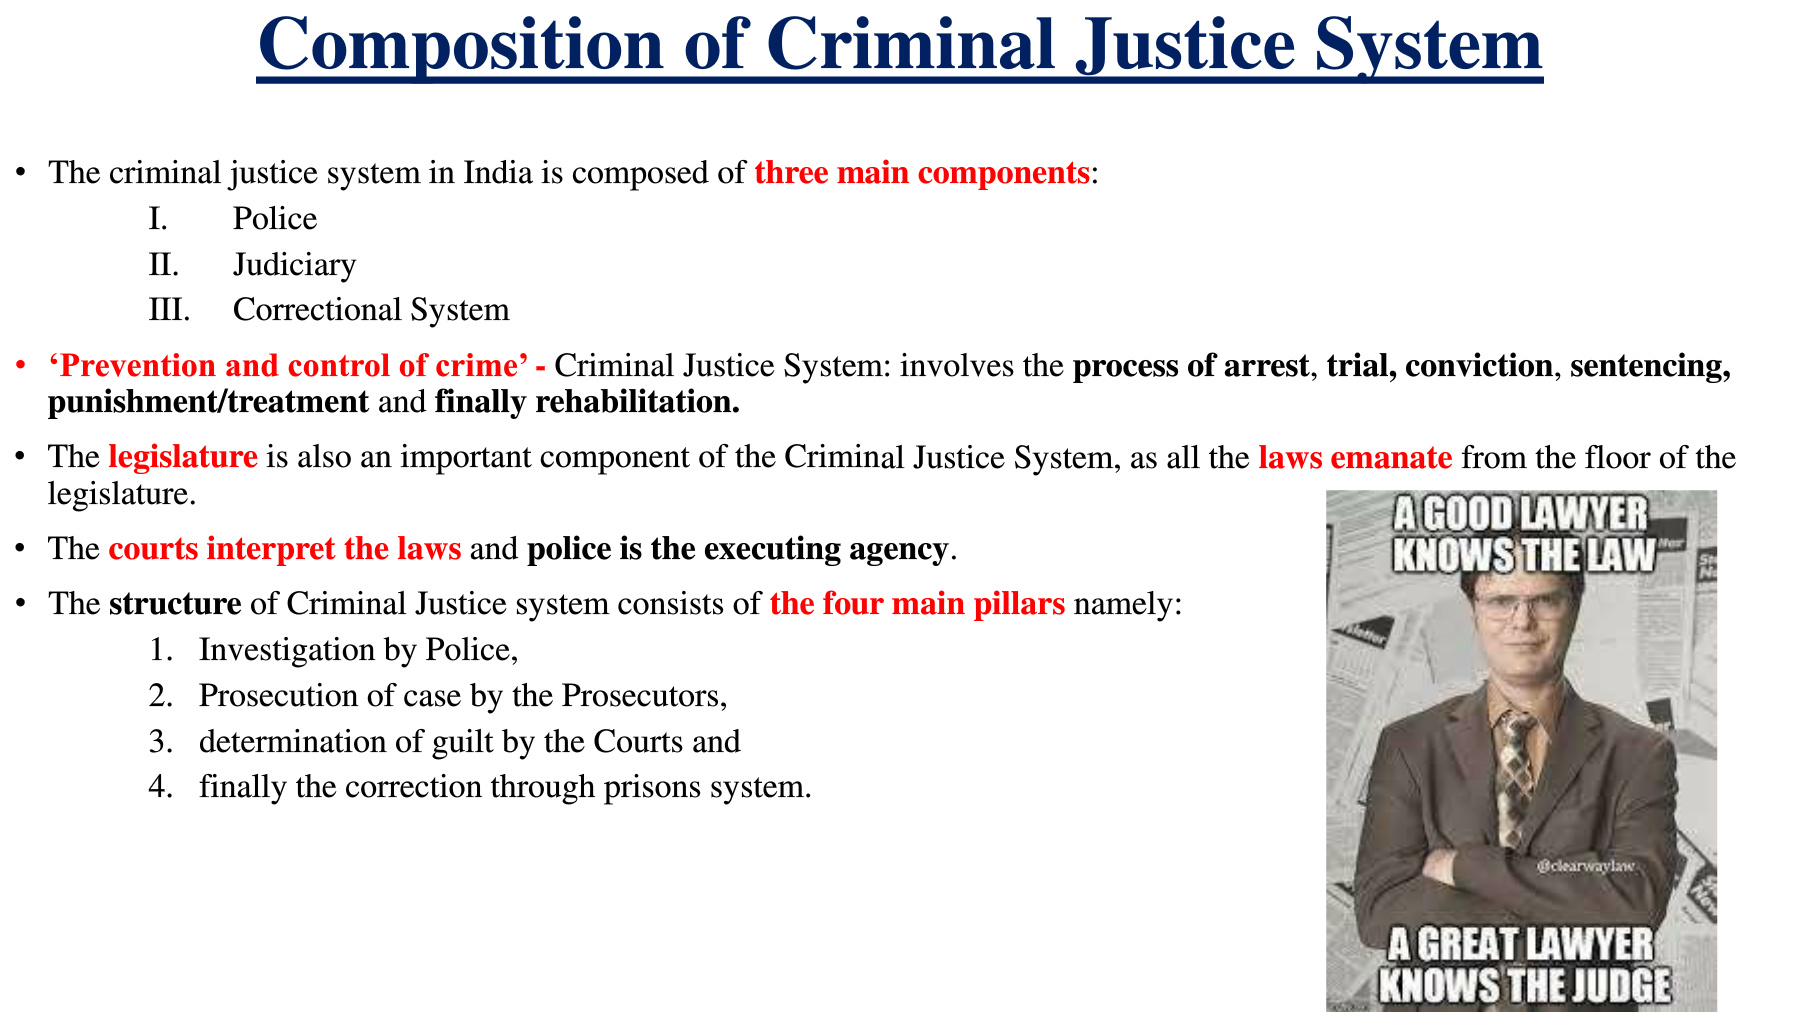 Composition of Criminal Justice System
• The criminal justice system in India is composed of three main components:
I. Police
II. Judiciary
III. Correctional System
• ‘Prevention and control of crime’ - Criminal Justice System: involves the process of arrest, trial, conviction, sentencing,
punishment/treatment and finally rehabilitation.
• The legislature is also an important component of the Criminal Justice System, as all the laws emanate from the floor of the
legislature.
• The courts interpret the laws and police is the executing agency.
• The structure of Criminal Justice system consists of the four main pillars namely:
1. Investigation by Police,
2. Prosecution of case by the Prosecutors,
3. determination of guilt by the Courts and
4. finally the correction through prisons system.
A GOOD LAWYER
KNOWS THE LAW
@clearwaylaw
A GREAT LAWYER
KNOWS THE JUDGE